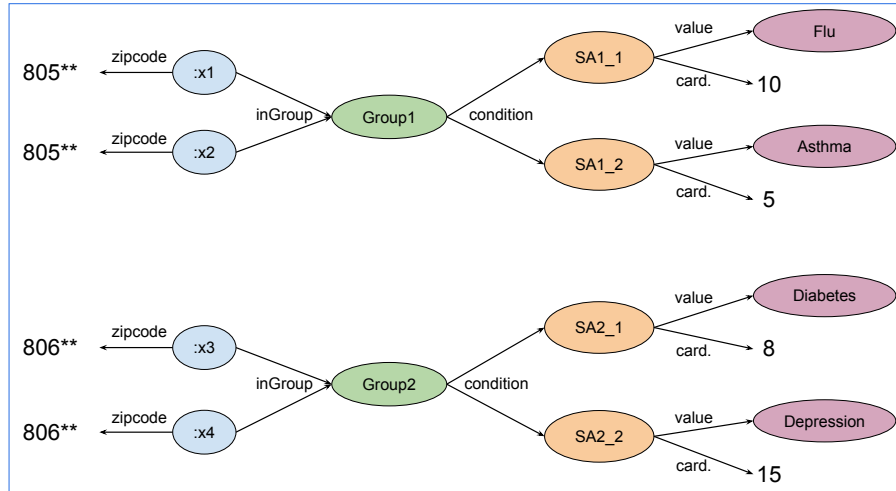 Flu
value
zipcode
:x1
SA1_1
805**
card.
10
inGroup
Group1
condition
zipcode
value
Asthma
805**
:x2
SA1_2
card.
5
Diabetes
value
zipcode
:x3
SA2_1
806**
card.
8
inGroup
Group2
condition
zipcode
value
Depression
806**
:x4
SA2_2
card.
15